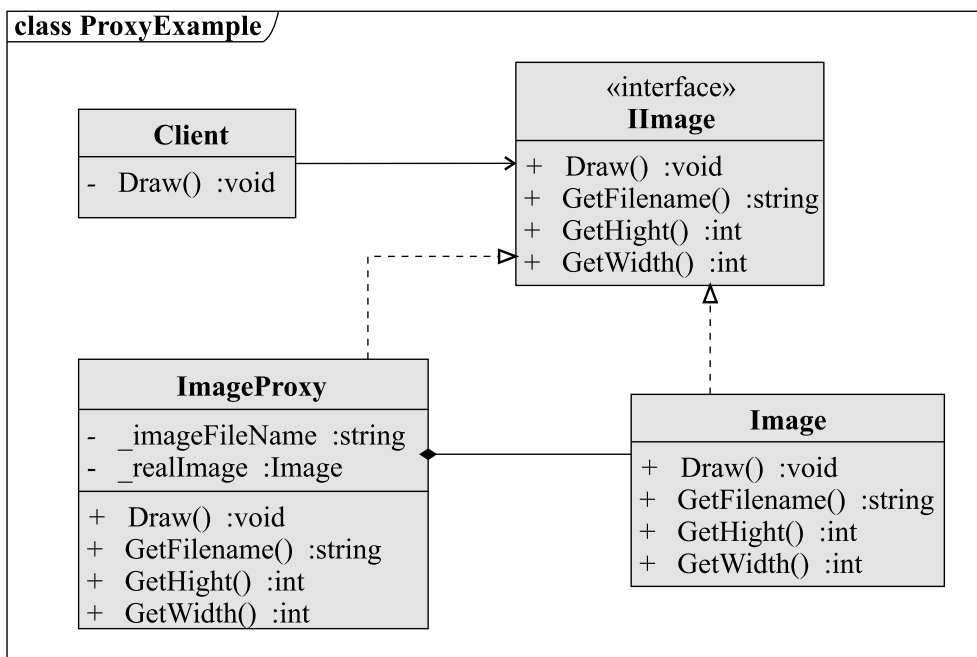 class ProxyExample
Client
- Draw() :void
«interface»
IImage
+ Draw() :void
+ GetFilename() :string
+ GetHight() :int
+ GetWidth() :int
ImageProxy
- _imageFileName :string
- _realImage :Image
+ Draw() :void
+ GetFilename() :string
+ GetHight() :int
+ GetWidth() :int
Image
+ Draw() :void
+ GetFilename() :string
+ GetHight() :int
+ GetWidth() :int